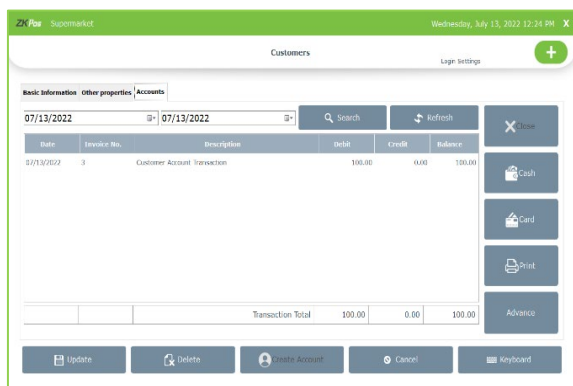 ZKPos Supermarket Wednesday, July 13, 2022 12:24 PM X
Customers
Login Settings
+
Basic Information Other properties Accounts
07/13/2022 07/13/2022 Search Refresh
Close
Date Invoice No. Description Debit Credit Balance
07/13/2022 3 Customer Account Transaction 100.00 0.00 100.00
Cash
Card
Print
Transaction Total 100.00 0.00 100.00
Advance
Update Delete Create Account Cancel Keyboard